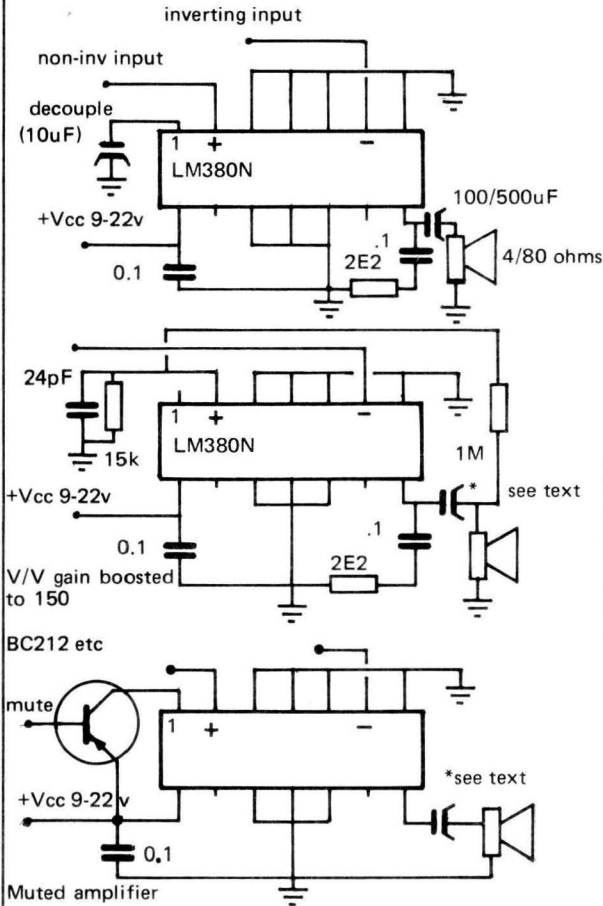 inverting input
non-inv input
decouple
(10uF)
1 + −
LM380N
100/500uF
+Vcc 9-22v
.1
4/80 ohms
2E2
0.1
24pF
1 + −
LM380N
15k
1M
* see text
+Vcc 9-22v
.1
0.1
2E2
V/V gain boosted
to 150
BC212 etc
mute
1 + −
*see text
+Vcc 9-22 v
0.1
Muted amplifier